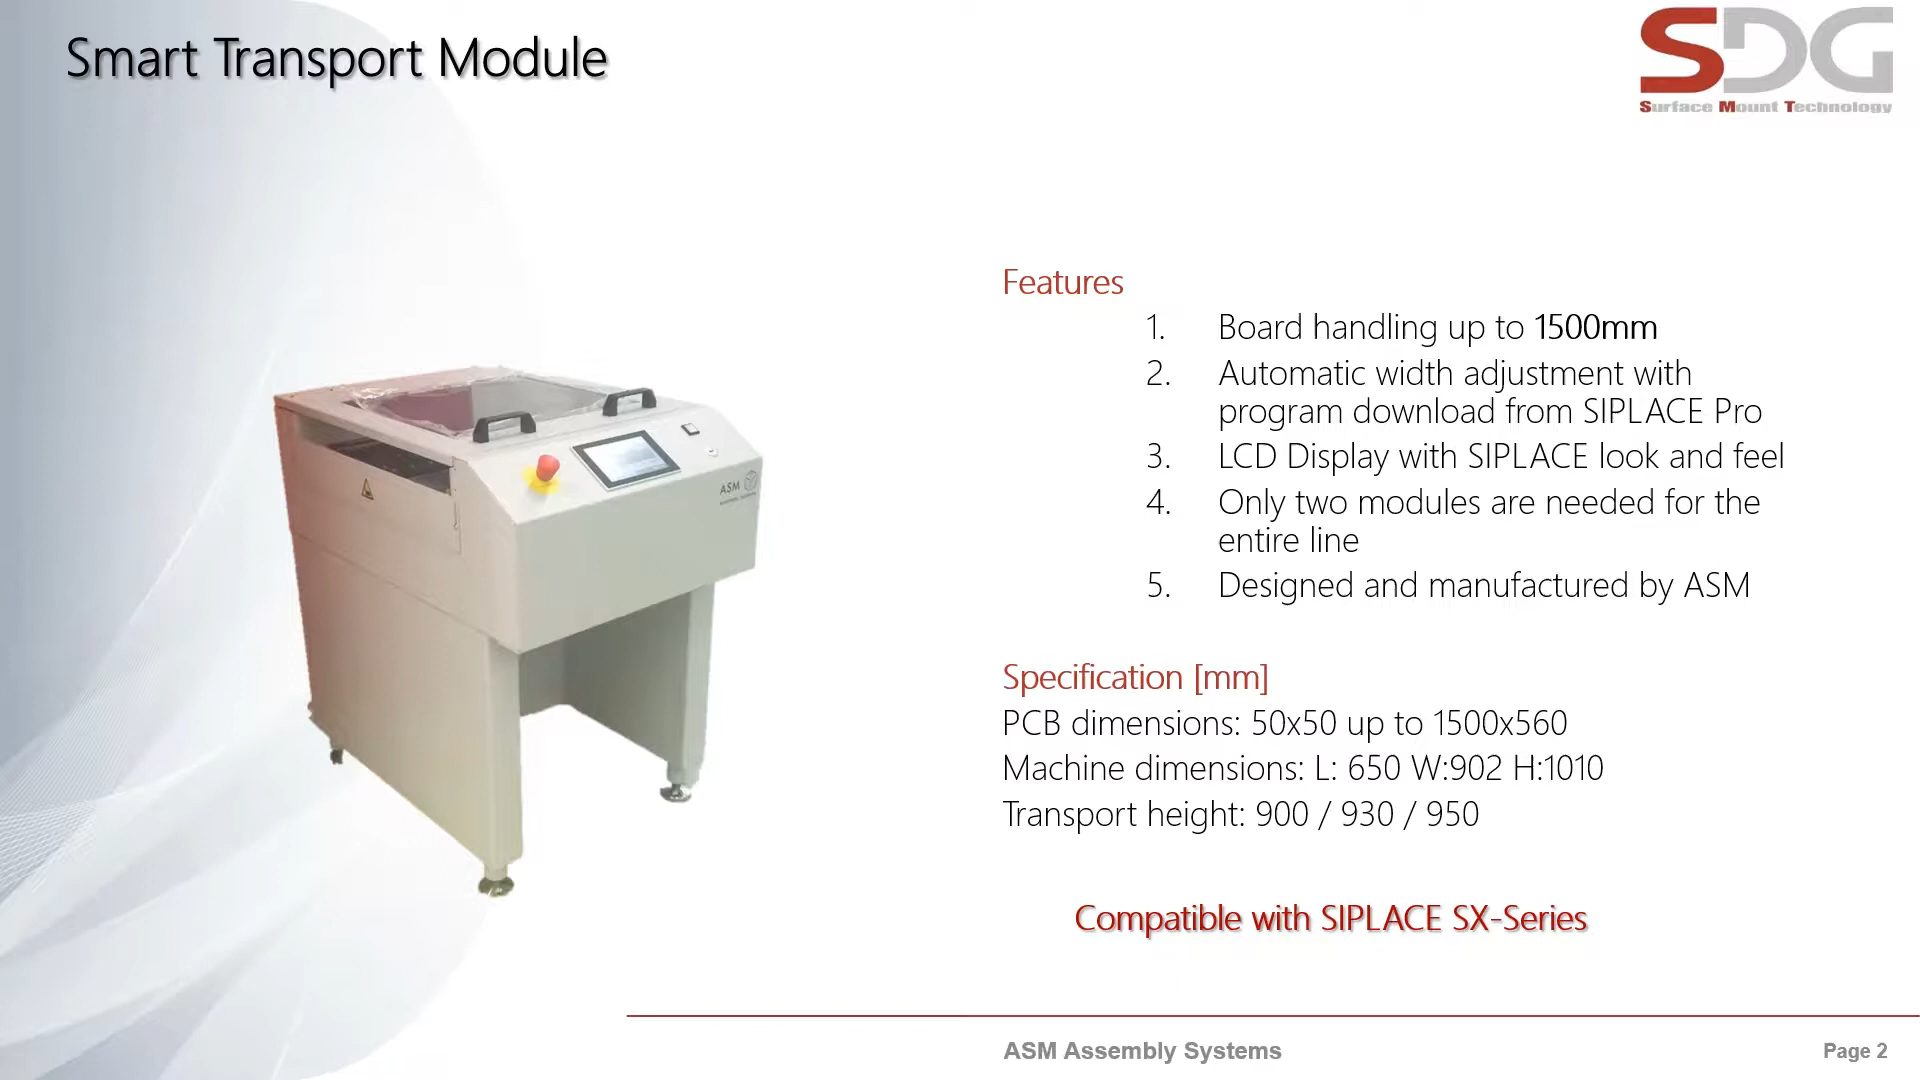 Smart Transport Module
SDG
Surface Mount Technology
Features
1. Board handling up to 1500mm
2. Automatic width adjustment with
program download from SIPLACE Pro
3. LCD Display with SIPLACE look and feel
4. Only two modules are needed for the
entire line
5. Designed and manufactured by ASM
ASM
Specification [mm]
PCB dimensions: 50x50 up to 1500x560
Machine dimensions: L: 650 W:902 H:1010
Transport height: 900 / 930 / 950
Compatible with SIPLACE SX-Series
ASM Assembly Systems
Page 2